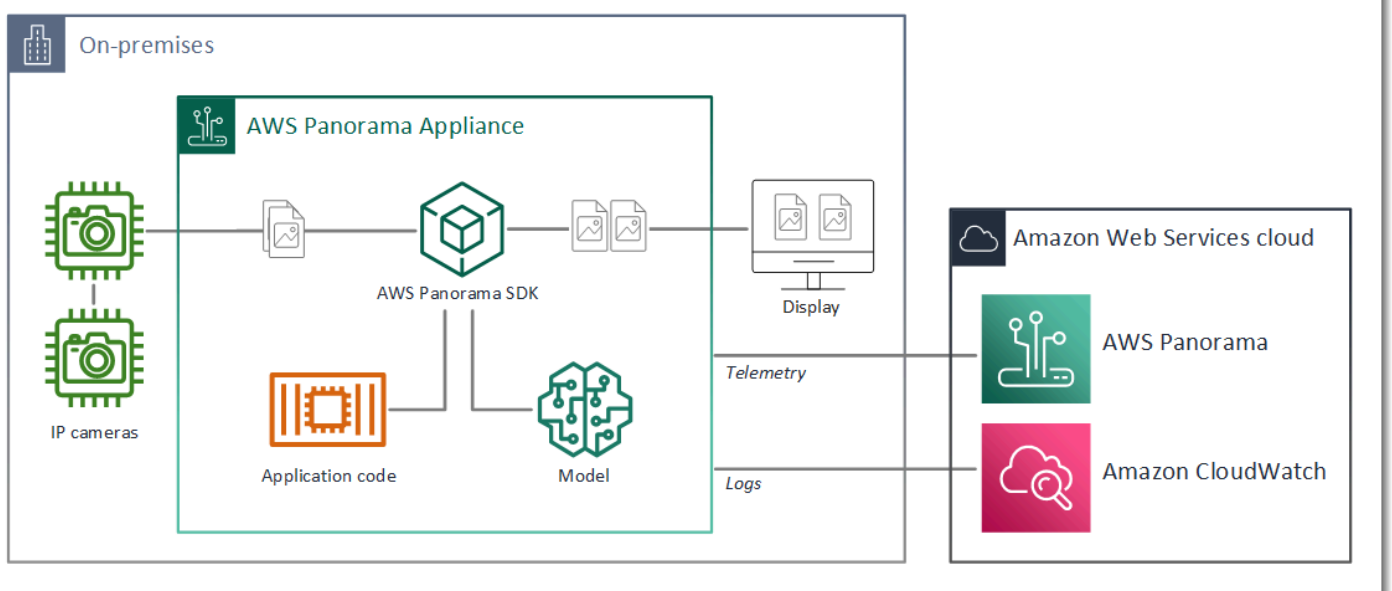 On-premises
AWS Panorama Appliance
AWS Panorama SDK
Display
IP cameras
Application code
Model
Telemetry
Logs
Amazon Web Services cloud
AWS Panorama
Amazon CloudWatch